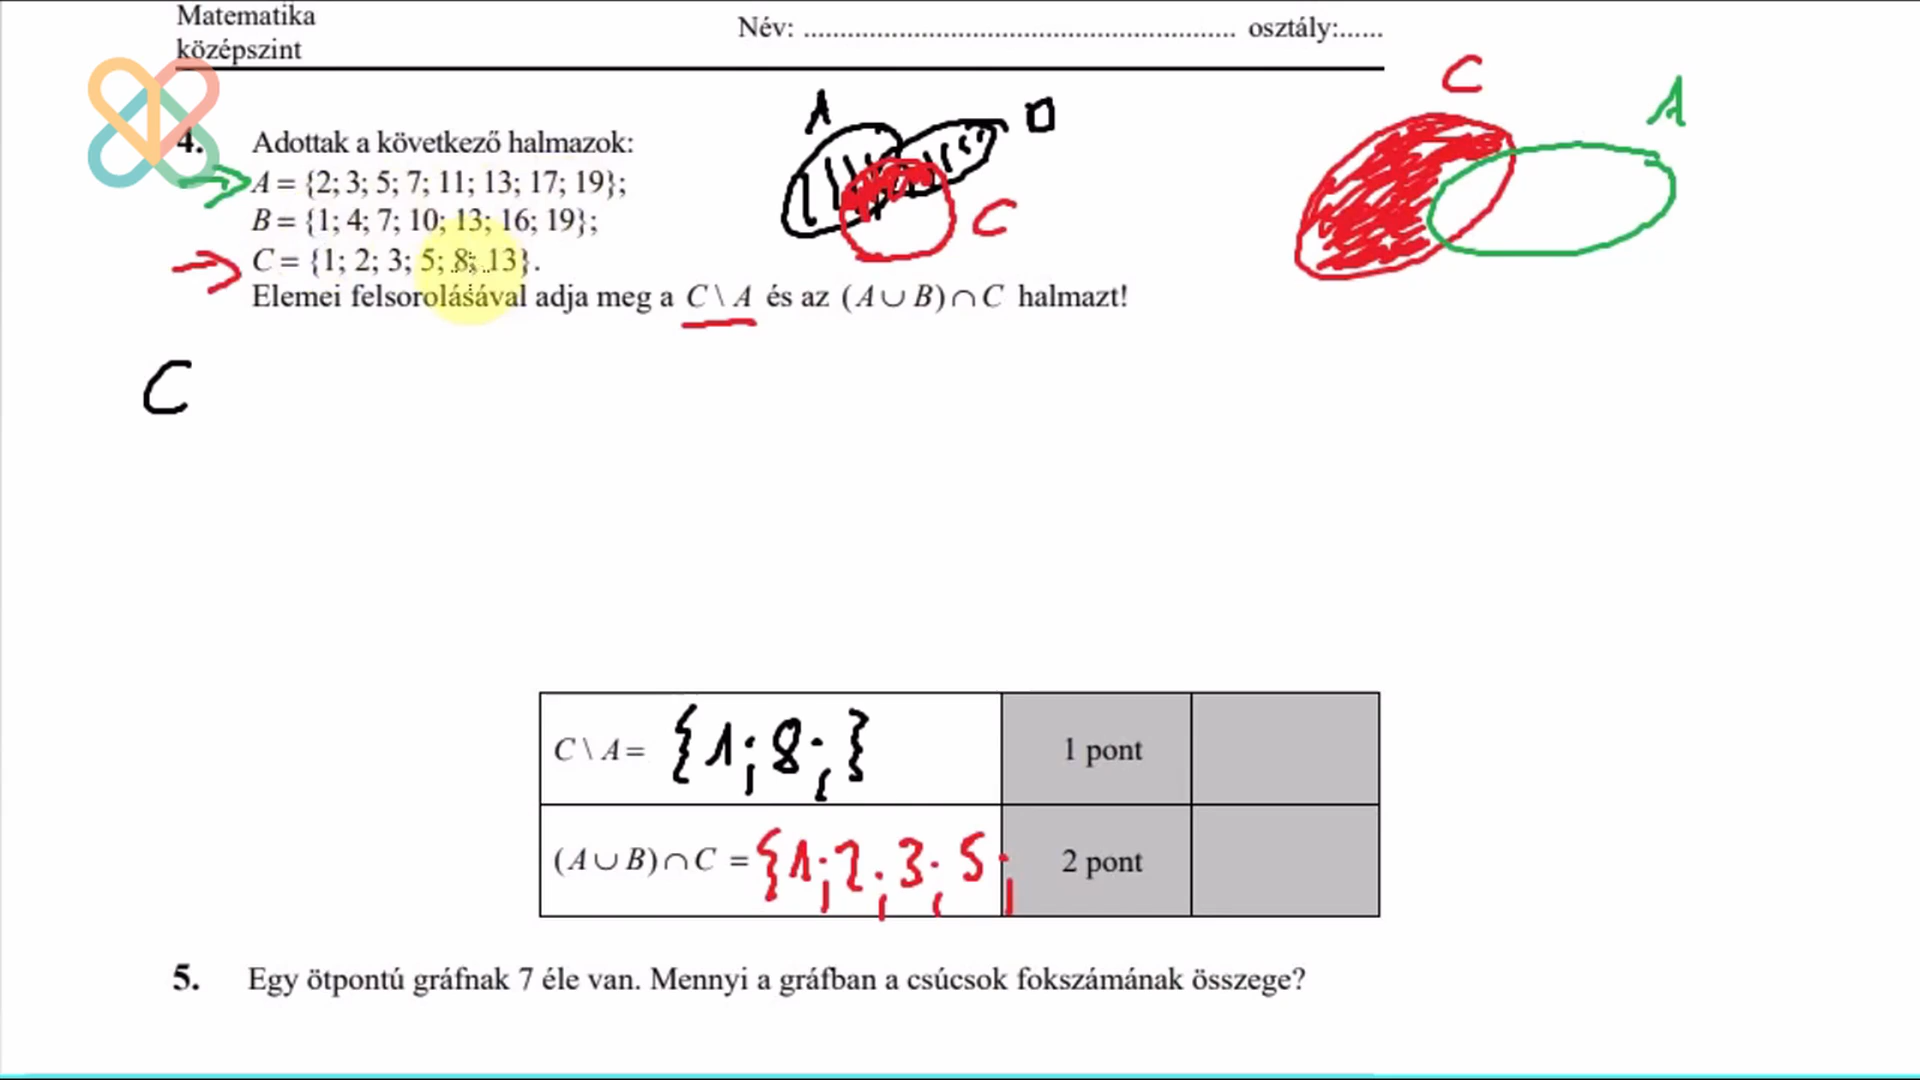 Matematika
középszint
Név: ............................................................ osztály:......
C
A
A
B
4. Adottak a következő halmazok:
A = {2; 3; 5; 7; 11; 13; 17; 19};
B = {1; 4; 7; 10; 13; 16; 19};
C
C = {1; 2; 3; 5; 8; 13}.
Elemei felsorolásával adja meg a C \ A és az (A ∪ B) ∩ C halmazt!
C
C \ A = {1; 8; }
1 pont
(A ∪ B) ∩ C = {1; 2; 3; 5;
2 pont
5. Egy ötpontú gráfnak 7 éle van. Mennyi a gráfban a csúcsok fokszámának összege?